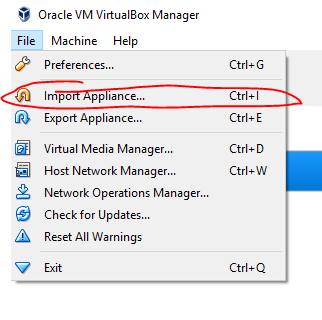 Oracle VM VirtualBox Manager
File Machine Help
Preferences... Ctrl+G
Import Appliance... Ctrl+I
Export Appliance... Ctrl+E
Virtual Media Manager... Ctrl+D
Host Network Manager... Ctrl+W
Network Operations Manager...
Check for Updates...
Reset All Warnings
Exit Ctrl+Q